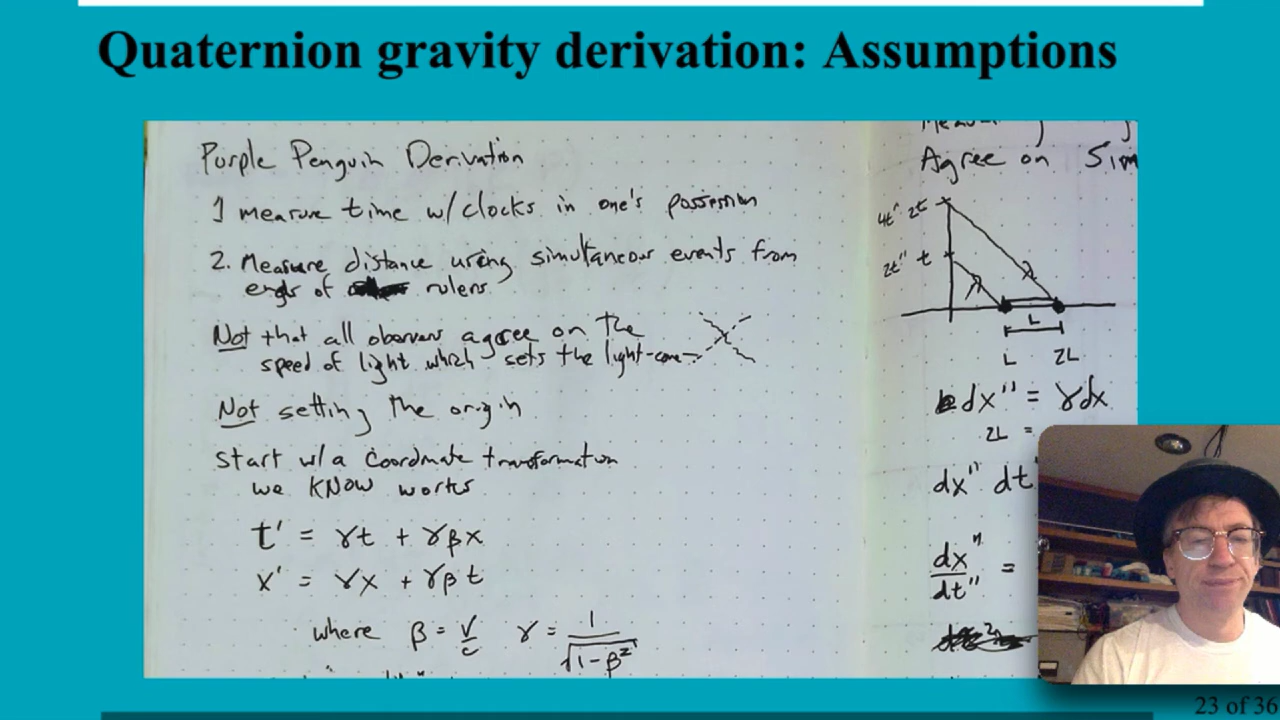 Quaternion gravity derivation: Assumptions
Purple Penguin Derivation
1 measure time w/clocks in one's possession
2. Measure distance using simultaneous events from
ends of rulers
Not that all observers agree on the
speed of light which sets the light-cone
Not setting the origin
Start w/a coordinate transformation
we KNOW works
t' = γt + γβx
x' = γx + γβt
where β = v/c γ = 1/√(1-β²)
Agree on Sim
4t" 2t
2t" t
L
L 2L
dx" = γdx
2L =
dx" dt
dx"/dt" =
23 of 36